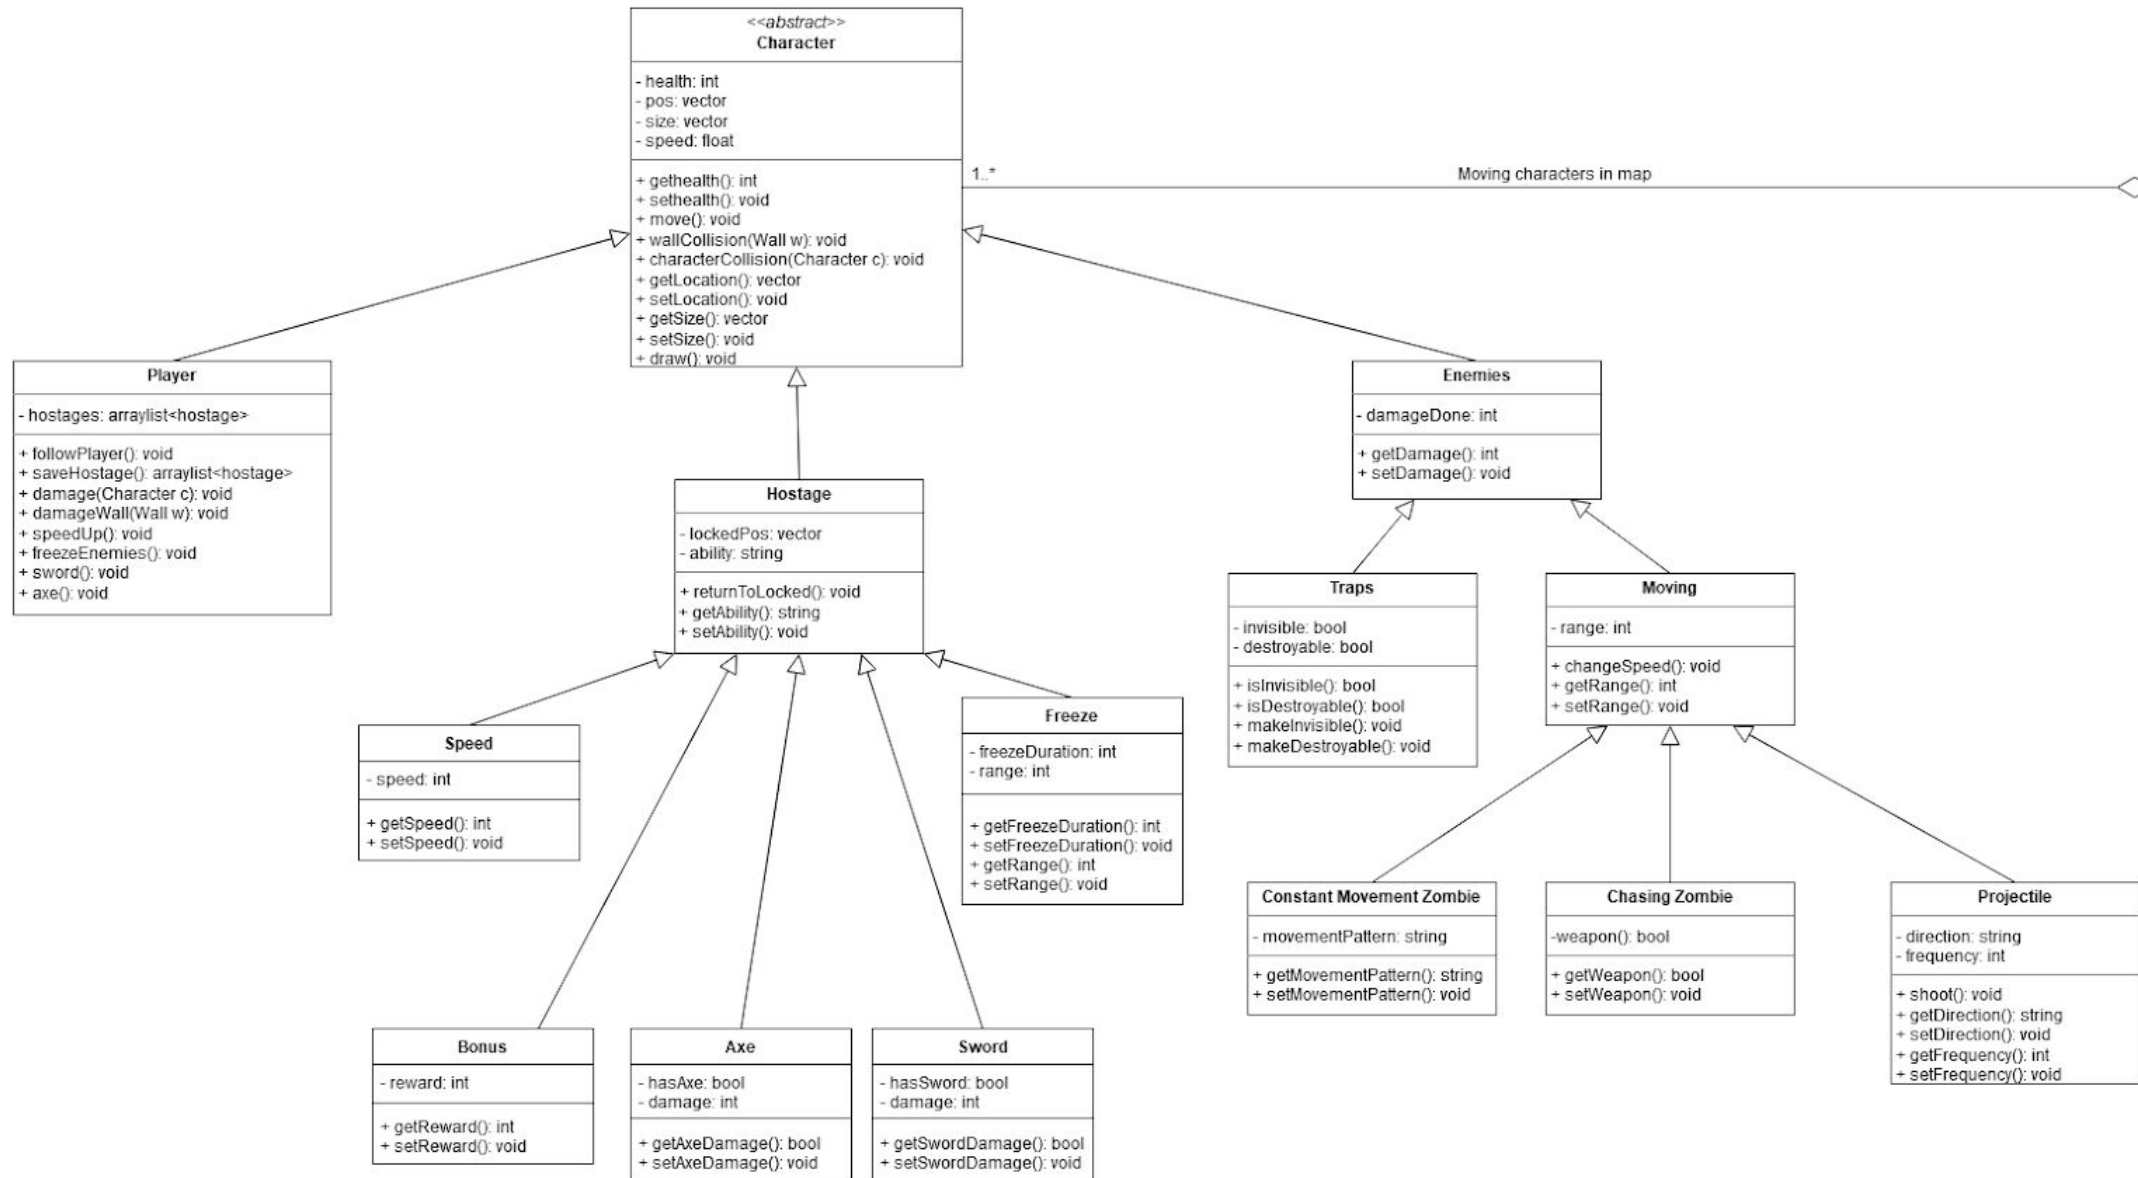 <<abstract>>
Character
- health: int
- pos: vector
- size: vector
- speed: float
+ gethealth(): int
+ sethealth(): void
+ move(): void
+ wallCollision(Wall w): void
+ characterCollision(Character c): void
+ getLocation(): vector
+ setLocation(): void
+ getSize(): vector
+ setSize(): void
+ draw(): void
1..*
Moving characters in map
Player
- hostages: arraylist<hostage>
+ followPlayer(): void
+ saveHostage(): arraylist<hostage>
+ damage(Character c): void
+ damageWall(Wall w): void
+ speedUp(): void
+ freezeEnemies(): void
+ sword(): void
+ axe(): void
Hostage
- lockedPos: vector
- ability: string
+ returnToLocked(): void
+ getAbility(): string
+ setAbility(): void
Enemies
- damageDone: int
+ getDamage(): int
+ setDamage(): void
Traps
- invisible: bool
- destroyable: bool
+ isInvisible(): bool
+ isDestroyable(): bool
+ makeInvisible(): void
+ makeDestroyable(): void
Moving
- range: int
+ changeSpeed(): void
+ getRange(): int
+ setRange(): void
Speed
- speed: int
+ getSpeed(): int
+ setSpeed(): void
Freeze
- freezeDuration: int
- range: int
+ getFreezeDuration(): int
+ setFreezeDuration(): void
+ getRange(): int
+ setRange(): void
Bonus
- reward: int
+ getReward(): int
+ setReward(): void
Axe
- hasAxe: bool
- damage: int
+ getAxeDamage(): bool
+ setAxeDamage(): void
Sword
- hasSword: bool
- damage: int
+ getSwordDamage(): bool
+ setSwordDamage(): void
Constant Movement Zombie
- movementPattern: string
+ getMovementPattern(): string
+ setMovementPattern(): void
Chasing Zombie
-weapon(): bool
+ getWeapon(): bool
+ setWeapon(): void
Projectile
- direction: string
- frequency: int
+ shoot(): void
+ getDirection(): string
+ setDirection(): void
+ getFrequency(): int
+ setFrequency(): void